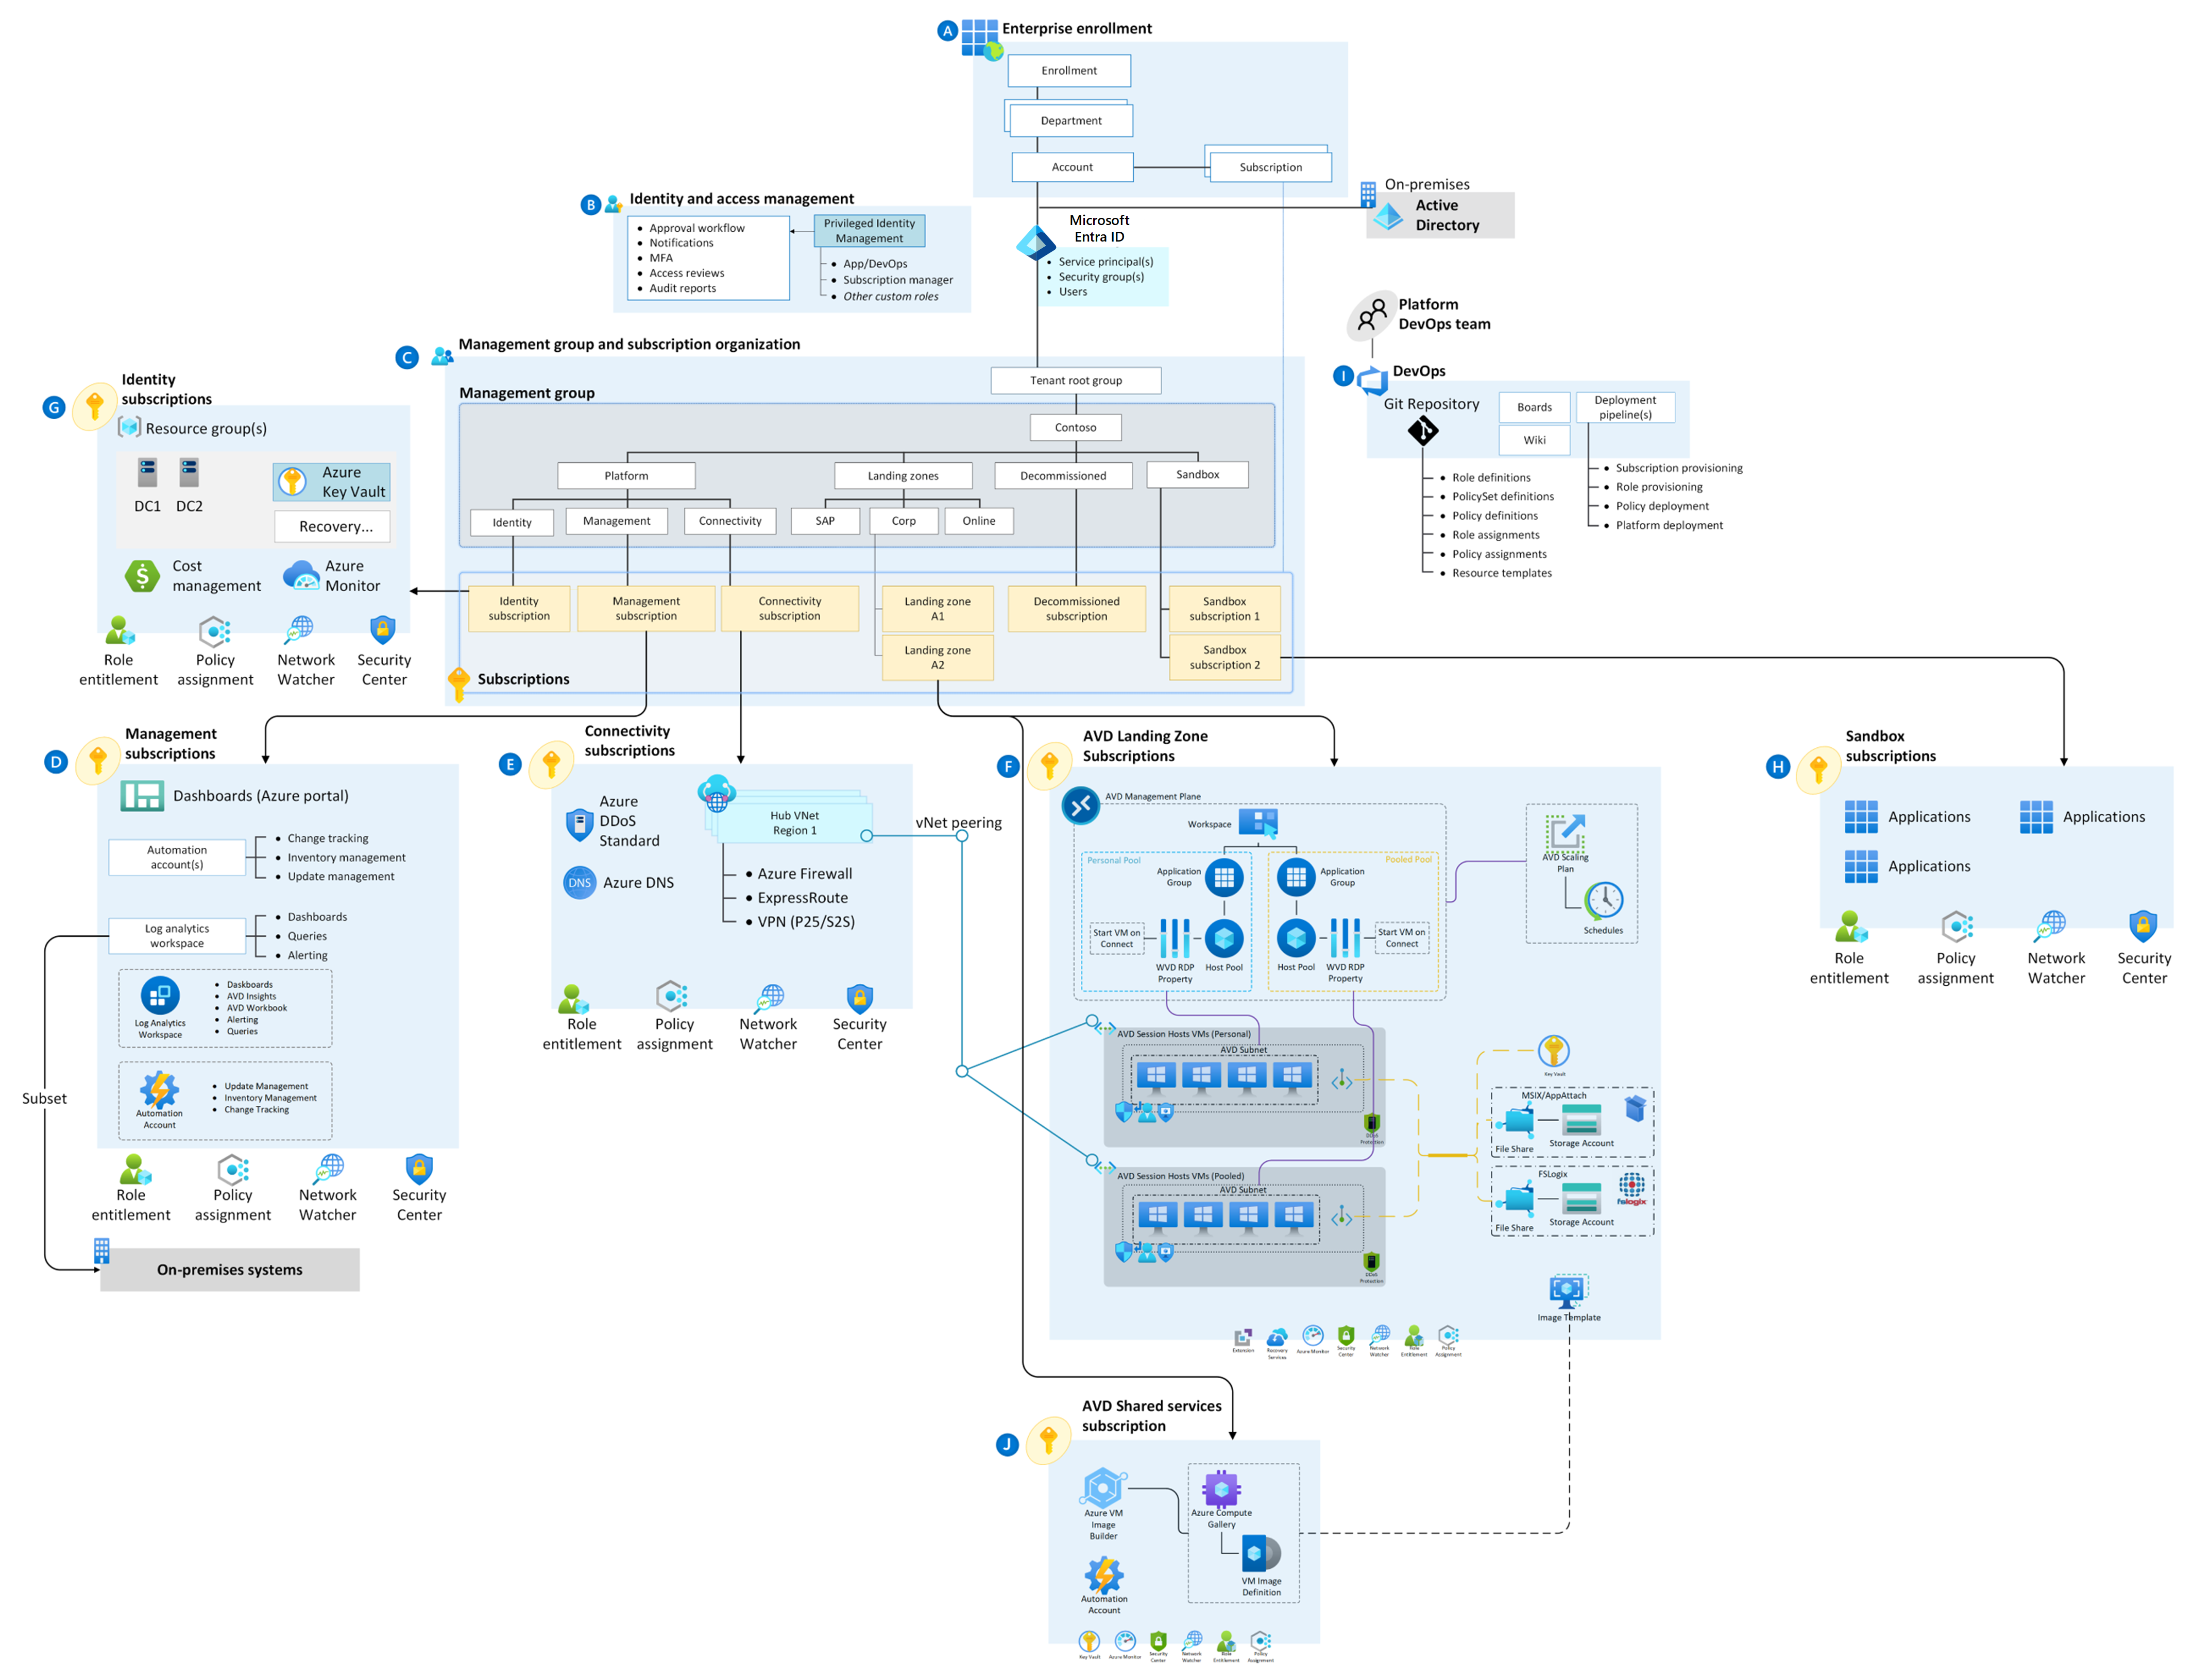 A
Enterprise enrollment
Enrollment
Department
Account
Subscription
B
Identity and access management
• Approval workflow
• Notifications
• MFA
• Access reviews
• Audit reports
Privileged Identity
Management
• App/DevOps
• Subscription manager
• Other custom roles
Microsoft
Entra ID
• Service principal(s)
• Security group(s)
• Users
On-premises
Active
Directory
Platform
DevOps team
I
DevOps
Git Repository
Boards
Wiki
Deployment
pipeline(s)
• Role definitions
• PolicySet definitions
• Policy definitions
• Role assignments
• Policy assignments
• Resource templates
• Subscription provisioning
• Role provisioning
• Policy deployment
• Platform deployment
C
Management group and subscription organization
Tenant root group
Management group
Contoso
Platform
Landing zones
Decommissioned
Sandbox
Identity
Management
Connectivity
SAP
Corp
Online
Identity
subscription
Management
subscription
Connectivity
subscription
Landing zone
A1
Landing zone
A2
Decommissioned
subscription
Sandbox
subscription 1
Sandbox
subscription 2
Subscriptions
G
Identity
subscriptions
Resource group(s)
DC1
DC2
Azure
Key Vault
Recovery...
Cost
management
Azure
Monitor
Role
entitlement
Policy
assignment
Network
Watcher
Security
Center
D
Management
subscriptions
Dashboards (Azure portal)
Automation
account(s)
• Change tracking
• Inventory management
• Update management
Log analytics
workspace
• Dashboards
• Queries
• Alerting
Log Analytics
Workspace
• Daskboards
• AVD Insights
• AVD Workbook
• Alerting
• Queries
Automation
Account
• Update Management
• Inventory Management
• Change Tracking
Role
entitlement
Policy
assignment
Network
Watcher
Security
Center
Subset
On-premises systems
E
Connectivity
subscriptions
Azure
DDoS
Standard
Azure DNS
DNS
Hub VNet
Region 1
• Azure Firewall
• ExpressRoute
• VPN (P25/S2S)
vNet peering
Role
entitlement
Policy
assignment
Network
Watcher
Security
Center
F
AVD Landing Zone
Subscriptions
AVD Management Plane
Workspace
Personal Pool
Pooled Pool
Application
Group
Application
Group
Start VM on
Connect
WVD RDP
Property
Host Pool
Host Pool
WVD RDP
Property
Start VM on
Connect
AVD Scaling
Plan
Schedules
AVD Session Hosts VMs (Personal)
AVD Subnet
DDoS
Protection
AVD Session Hosts VMs (Pooled)
AVD Subnet
DDoS
Protection
Key Vault
MSIX/AppAttach
File Share
Storage Account
FSLogix
File Share
Storage Account
fslogix
Image Template
Extension
Recovery
Services
Azure Monitor
Security
Center
Network
Watcher
Role
Entitlement
Policy
Assignment
H
Sandbox
subscriptions
Applications
Applications
Applications
Role
entitlement
Policy
assignment
Network
Watcher
Security
Center
J
AVD Shared services
subscription
Azure VM
Image
Builder
Azure Compute
Gallery
VM Image
Definition
Automation
Account
Key Vault
Azure Monitor
Security
Center
Network
Watcher
Role
Entitlement
Policy
Assignment